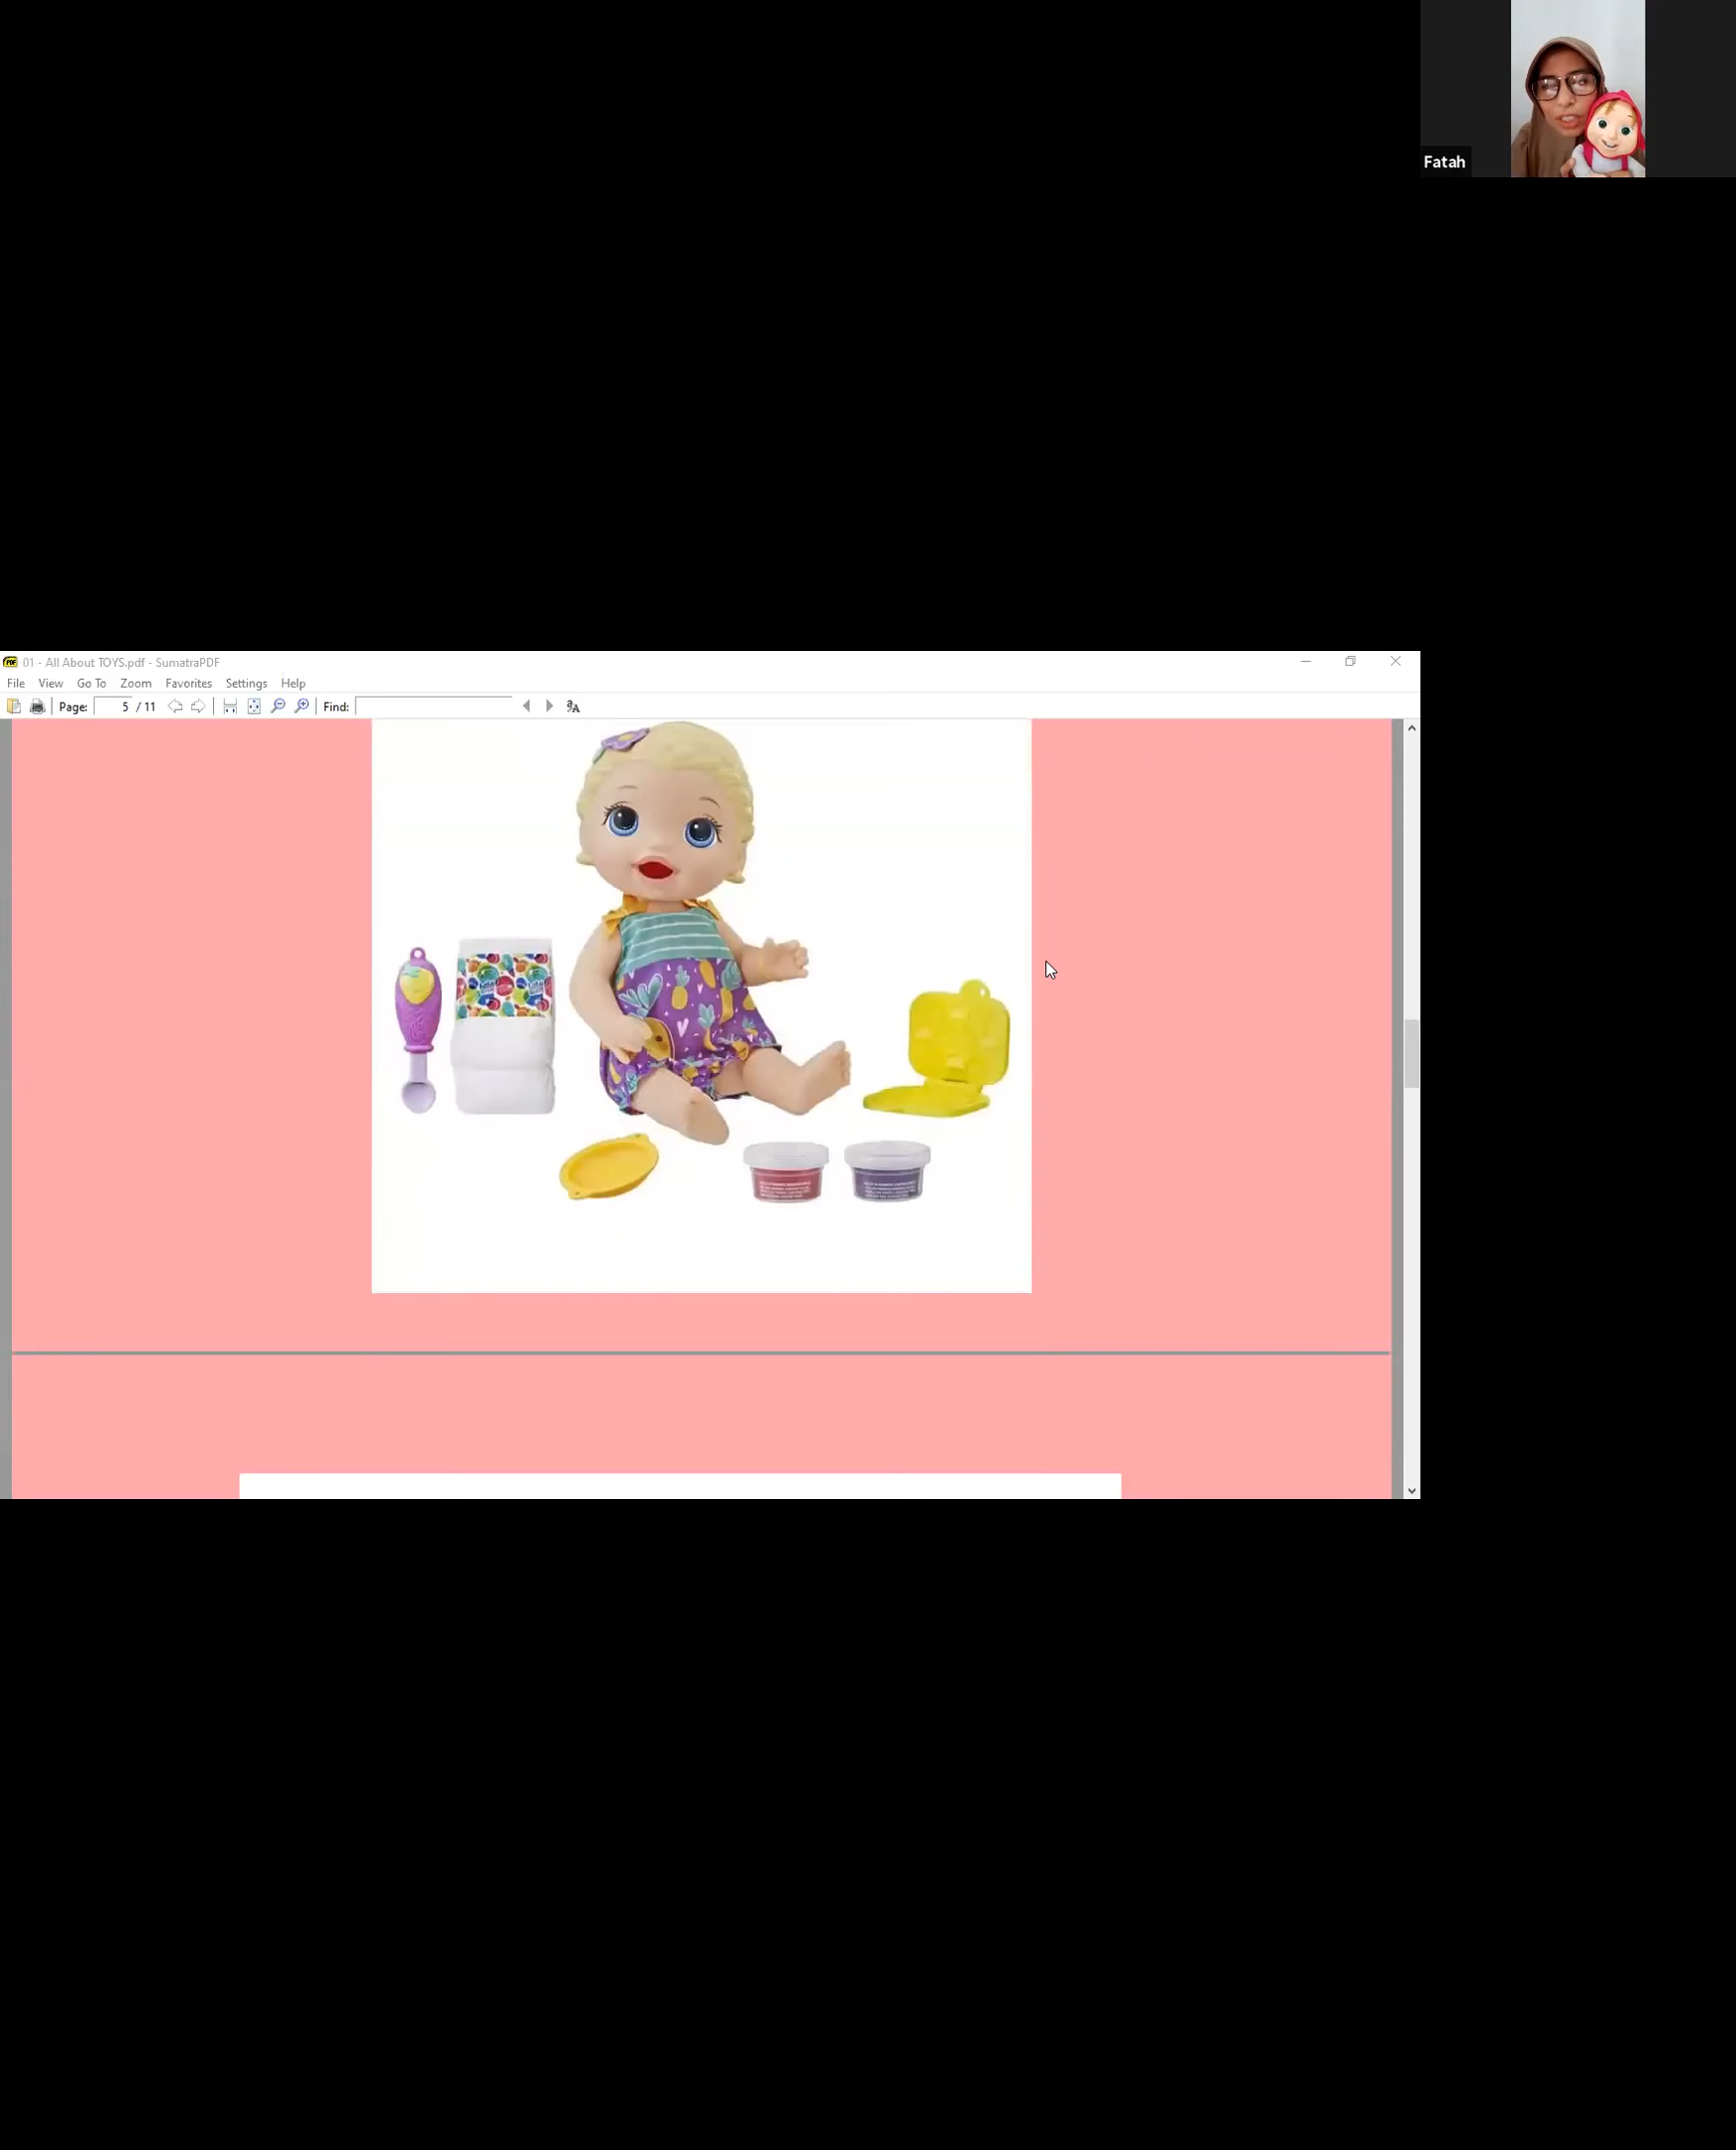 Fatah
01 - All About TOYS.pdf - SumatraPDF
File View Go To Zoom Favorites Settings Help
Page: 5 / 11 Find: